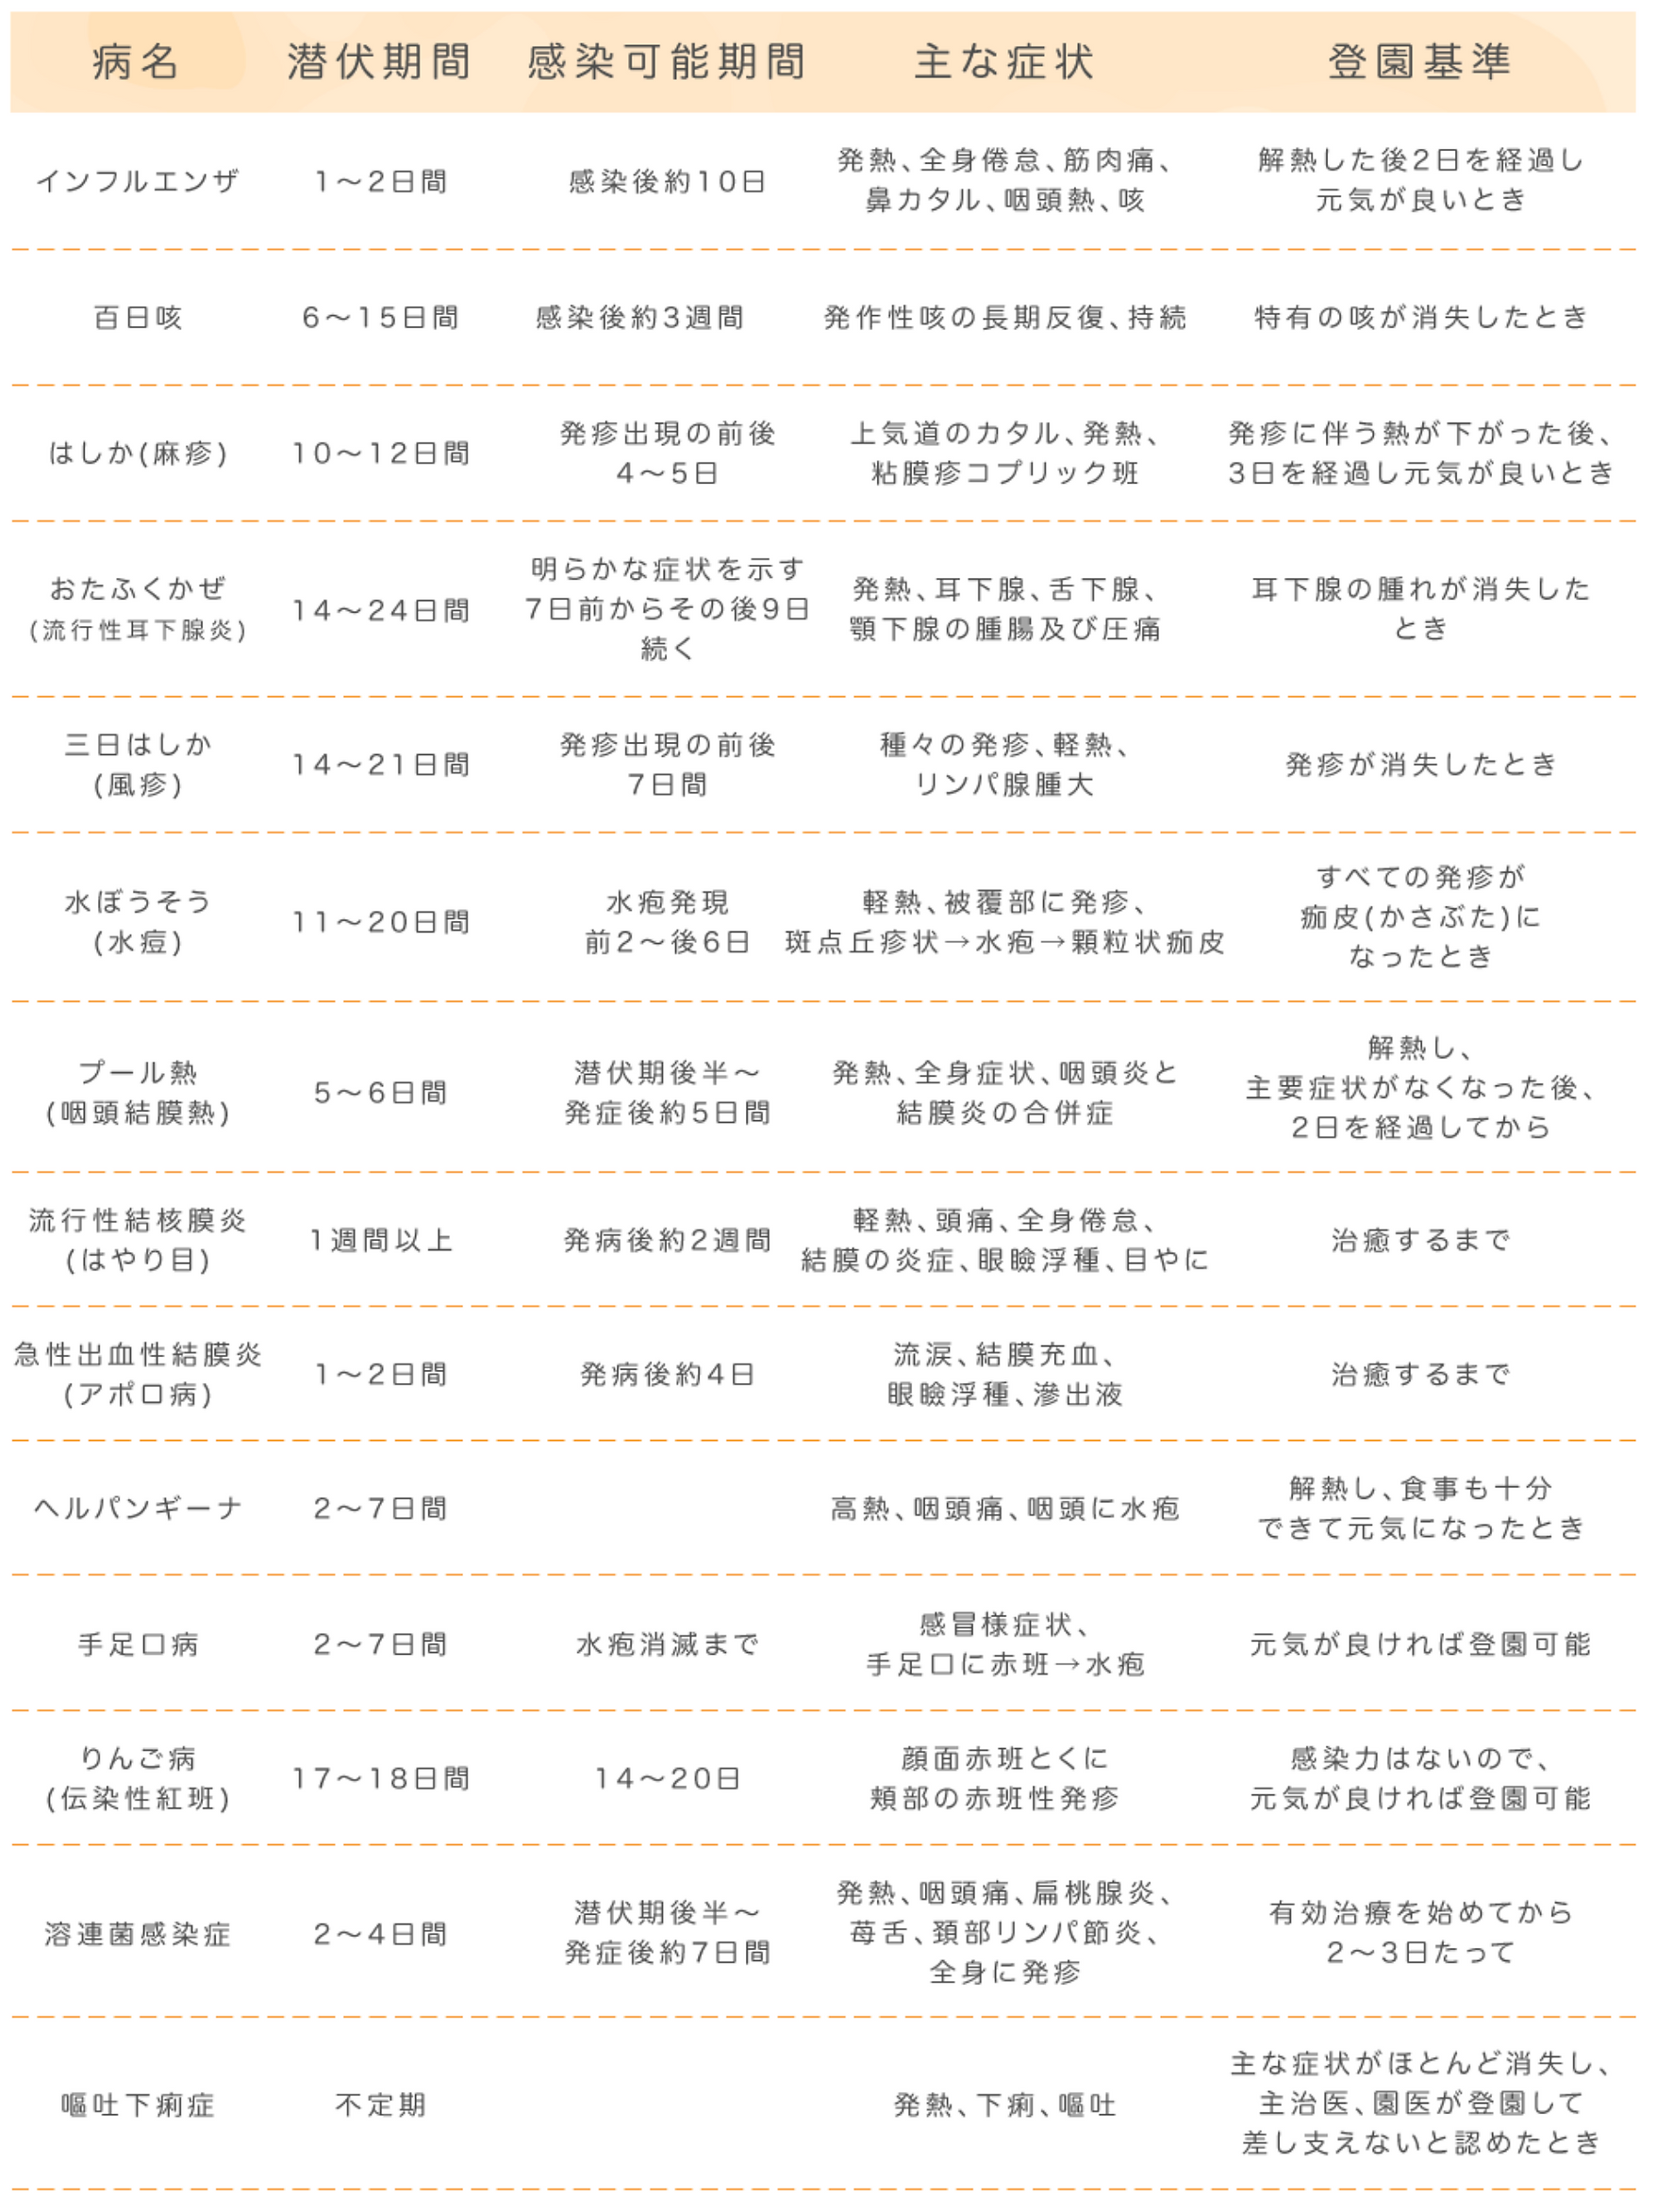 病名 潜伏期間 感染可能期間 主な症状 登園基準
インフルエンザ
1〜2日間
感染後約10日
発熱、全身倦怠、筋肉痛、
鼻カタル、咽頭熱、咳
解熱した後2日を経過し
元気が良いとき
百日咳
6〜15日間
感染後約3週間
発作性咳の長期反復、持続
特有の咳が消失したとき
はしか(麻疹)
10〜12日間
発疹出現の前後
4〜5日
上気道のカタル、発熱、
粘膜疹コプリック班
発疹に伴う熱が下がった後、
3日を経過し元気が良いとき
おたふくかぜ
(流行性耳下腺炎)
14〜24日間
明らかな症状を示す
7日前からその後9日
続く
発熱、耳下腺、舌下腺、
顎下腺の腫腸及び圧痛
耳下腺の腫れが消失した
とき
三日はしか
(風疹)
14〜21日間
発疹出現の前後
7日間
種々の発疹、軽熱、
リンパ腺腫大
発疹が消失したとき
水ぼうそう
(水痘)
11〜20日間
水疱発現
前2〜後6日
軽熱、被覆部に発疹、
斑点丘疹状→水疱→顆粒状痂皮
すべての発疹が
痂皮(かさぶた)に
なったとき
プール熱
(咽頭結膜熱)
5〜6日間
潜伏期後半〜
発症後約5日間
発熱、全身症状、咽頭炎と
結膜炎の合併症
解熱し、
主要症状がなくなった後、
2日を経過してから
流行性結核膜炎
(はやり目)
1週間以上
発病後約2週間
軽熱、頭痛、全身倦怠、
結膜の炎症、眼瞼浮種、目やに
治癒するまで
急性出血性結膜炎
(アポロ病)
1〜2日間
発病後約4日
流涙、結膜充血、
眼瞼浮種、滲出液
治癒するまで
ヘルパンギーナ
2〜7日間
高熱、咽頭痛、咽頭に水疱
解熱し、食事も十分
できて元気になったとき
手足口病
2〜7日間
水疱消滅まで
感冒様症状、
手足口に赤班→水疱
元気が良ければ登園可能
りんご病
(伝染性紅班)
17〜18日間
14〜20日
顔面赤班とくに
頬部の赤班性発疹
感染力はないので、
元気が良ければ登園可能
溶連菌感染症
2〜4日間
潜伏期後半〜
発症後約7日間
発熱、咽頭痛、扁桃腺炎、
苺舌、頚部リンパ節炎、
全身に発疹
有効治療を始めてから
2〜3日たって
嘔吐下痢症
不定期
発熱、下痢、嘔吐
主な症状がほとんど消失し、
主治医、園医が登園して
差し支えないと認めたとき